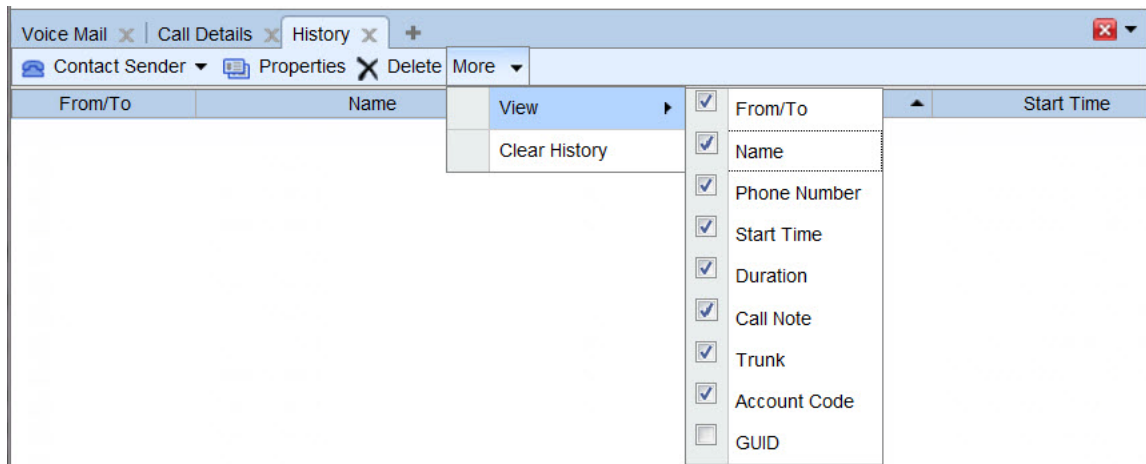 Voice Mail Call Details History
Contact Sender Properties Delete More
From/To Name Start Time
View
Clear History
From/To
Name
Phone Number
Start Time
Duration
Call Note
Trunk
Account Code
GUID